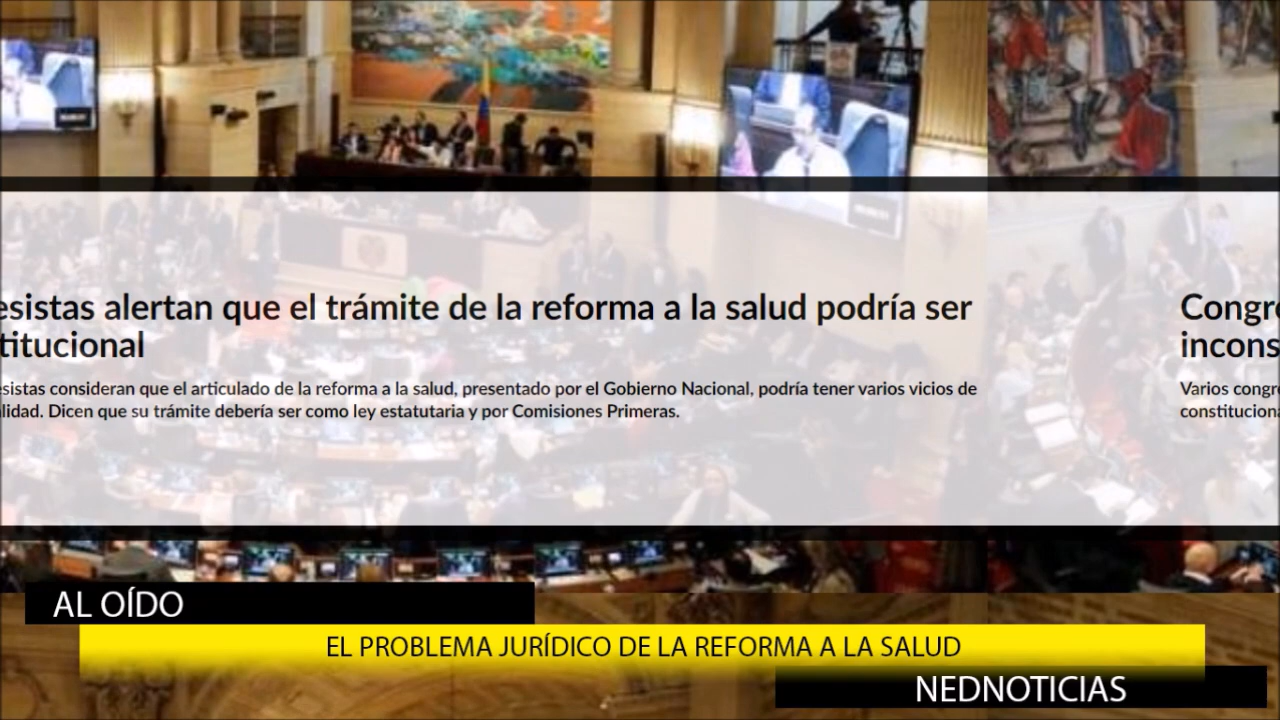 esistas alertan que el trámite de la reforma a la salud podría ser
titucional
esistas consideran que el articulado de la reforma a la salud, presentado por el Gobierno Nacional, podría tener varios vicios de
alidad. Dicen que su trámite debería ser como ley estatutaria y por Comisiones Primeras.
Congre
incons
Varios congr
constituciona
AL OÍDO
EL PROBLEMA JURÍDICO DE LA REFORMA A LA SALUD
NEDNOTICIAS